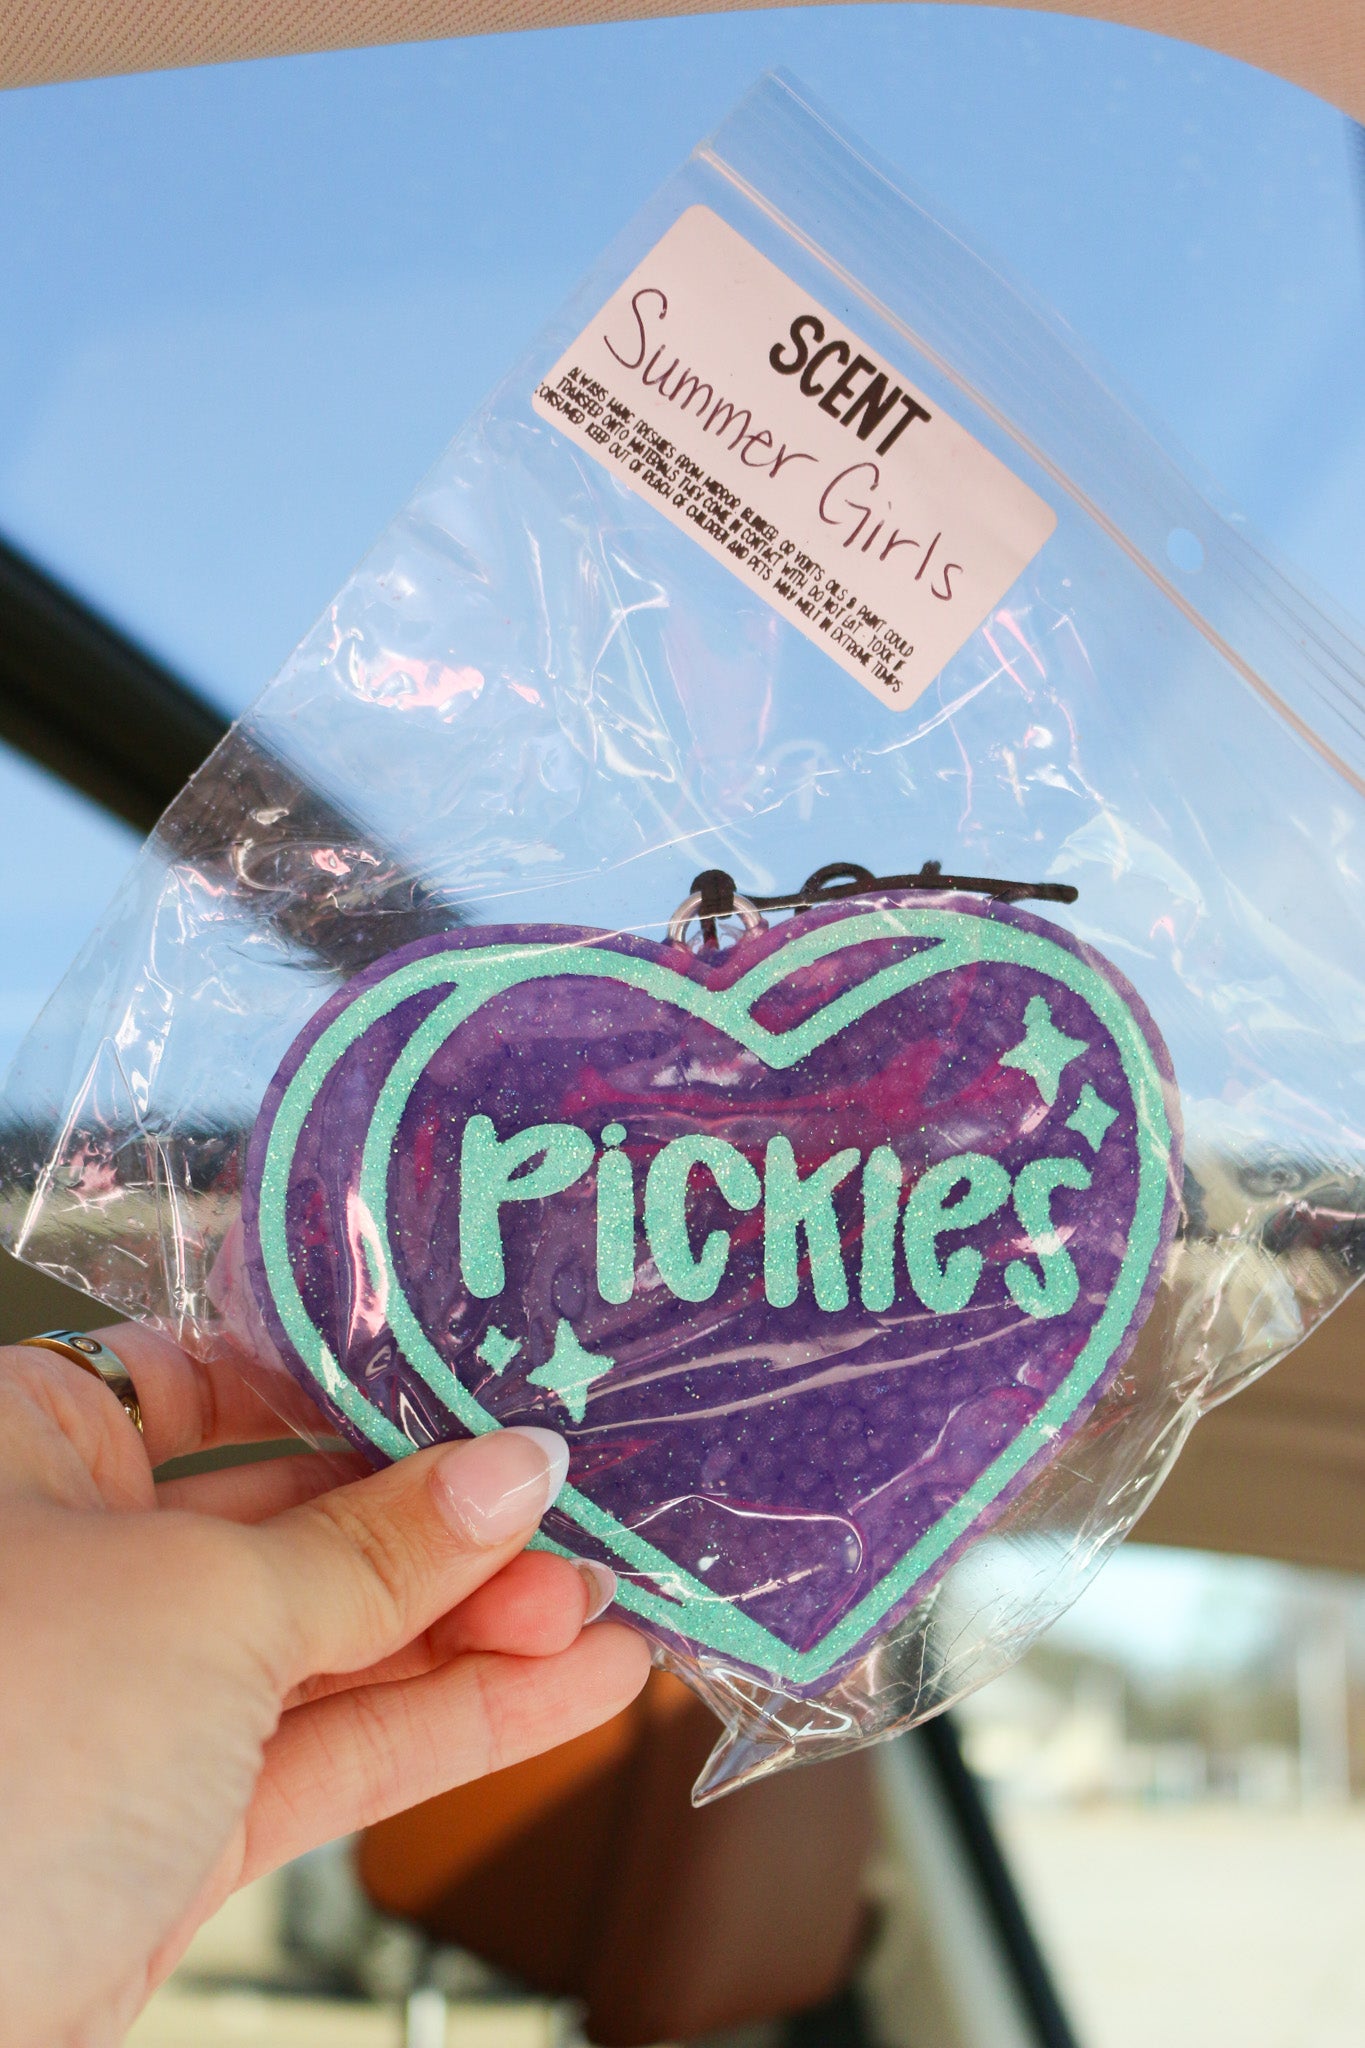 SCENT
Summer Girls
ALWAYS HANG FRESHIES FROM MIRROR, BLINKER OR VENTS. OILS & PAINT COULD
TRANSFER ONTO MATERIALS THEY COME IN CONTACT WITH. DO NOT EAT - TOXIC IF
CONSUMED. KEEP OUT OF REACH OF CHILDREN AND PETS. MAY MELT IN EXTREME TEMPS
Pickles